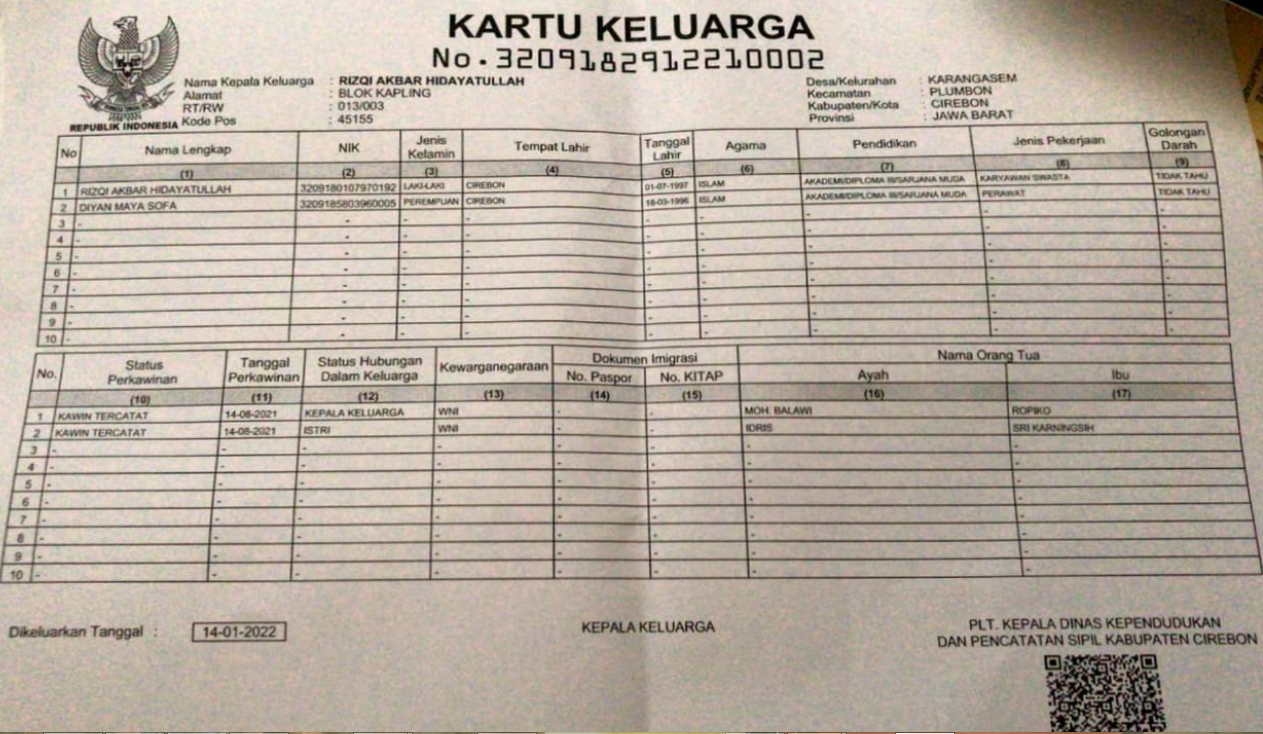 KARTU KELUARGA
No. 3209182912210002
REPUBLIK INDONESIA
Nama Kepala Keluarga : RIZQI AKBAR HIDAYATULLAH
Alamat : BLOK KAPLING
RT/RW : 013/003
Kode Pos : 45155
Desa/Kelurahan : KARANGASEM
Kecamatan : PLUMBON
Kabupaten/Kota : CIREBON
Provinsi : JAWA BARAT
No Nama Lengkap NIK Jenis Kelamin Tempat Lahir Tanggal Lahir Agama Pendidikan Jenis Pekerjaan Golongan Darah
(1) (2) (3) (4) (5) (6) (7) (8) (9)
1 RIZQI AKBAR HIDAYATULLAH 3209180107970192 LAKI-LAKI CIREBON 01-07-1997 ISLAM AKADEMI/DIPLOMA III/SARJANA MUDA KARYAWAN SWASTA TIDAK TAHU
2 DIYAN MAYA SOFA 3209185803960005 PEREMPUAN CIREBON 18-03-1996 ISLAM AKADEMI/DIPLOMA III/SARJANA MUDA PERAWAT TIDAK TAHU
3 - - - - - - - - -
4 - - - - - - - - -
5 - - - - - - - - -
6 - - - - - - - - -
7 - - - - - - - - -
8 - - - - - - - - -
9 - - - - - - - - -
10 - - - - - - - - -
No. Status Perkawinan Tanggal Perkawinan Status Hubungan Dalam Keluarga Kewarganegaraan Dokumen Imigrasi Nama Orang Tua
No. Paspor No. KITAP Ayah Ibu
(10) (11) (12) (13) (14) (15) (16) (17)
1 KAWIN TERCATAT 14-08-2021 KEPALA KELUARGA WNI - - MOH. BALAWI ROPIKO
2 KAWIN TERCATAT 14-08-2021 ISTRI WNI - - IDRIS SRI KARNINGSIH
3 - - - - - - - -
4 - - - - - - - -
5 - - - - - - - -
6 - - - - - - - -
7 - - - - - - - -
8 - - - - - - - -
9 - - - - - - - -
10 - - - - - - - -
Dikeluarkan Tanggal : 14-01-2022
KEPALA KELUARGA
PLT. KEPALA DINAS KEPENDUDUKAN
DAN PENCATATAN SIPIL KABUPATEN CIREBON